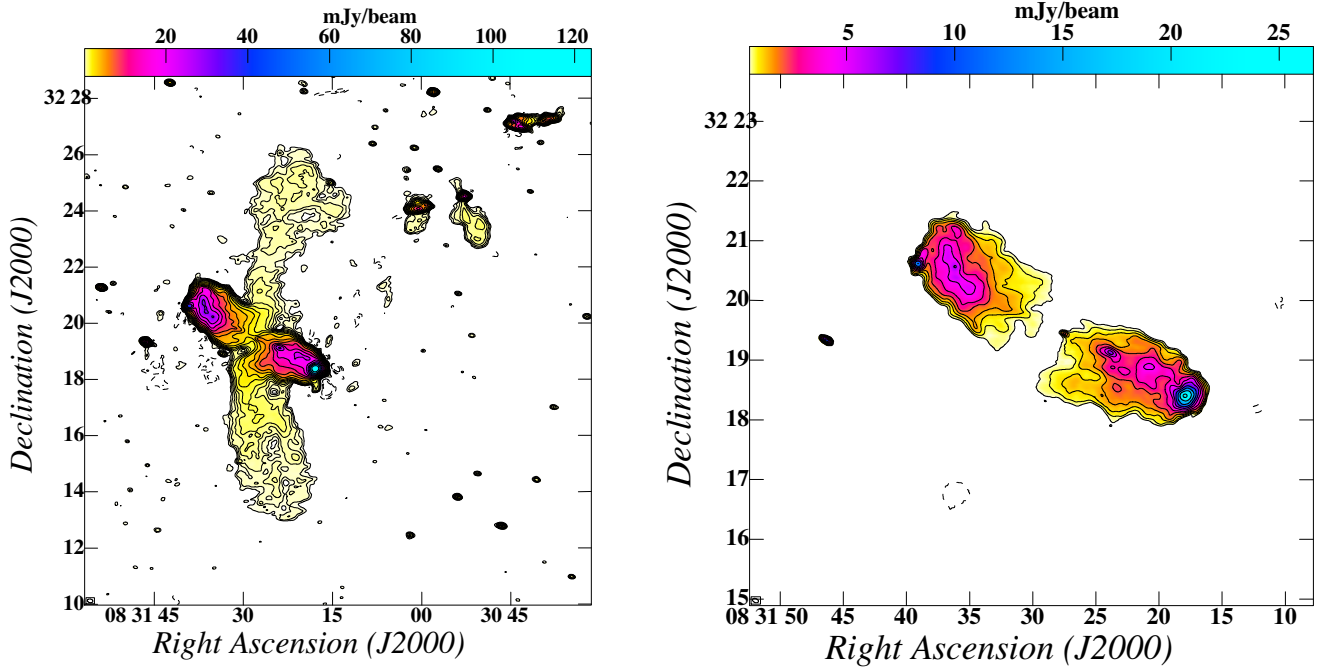 mJy/beam
20 40 60 80 100 120
32 28
26
24
22
20
18
16
14
12
10
08 31 45 30 15 00 30 45
Declination (J2000)
Right Ascension (J2000)
mJy/beam
5 10 15 20 25
32 23
22
21
20
19
18
17
16
15
08 31 50 45 40 35 30 25 20 15 10
Declination (J2000)
Right Ascension (J2000)